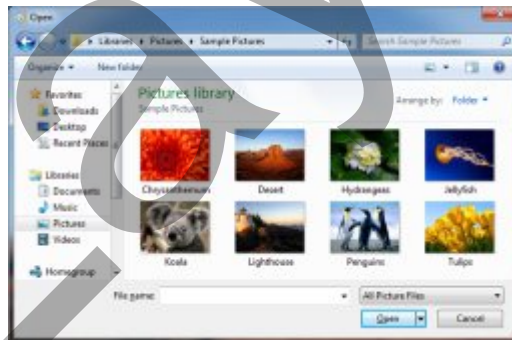 Open
Libraries Pictures Sample Pictures
Search Sample Pictures
Organize New folder
Favorites
Downloads
Desktop
Recent Places
Libraries
Documents
Music
Pictures
Videos
Homegroup
Pictures library
Sample Pictures
Arrange by: Folder
Chrysanthemum Desert Hydrangeas Jellyfish
Koala Lighthouse Penguins Tulips
File name: All Picture Files
Open Cancel